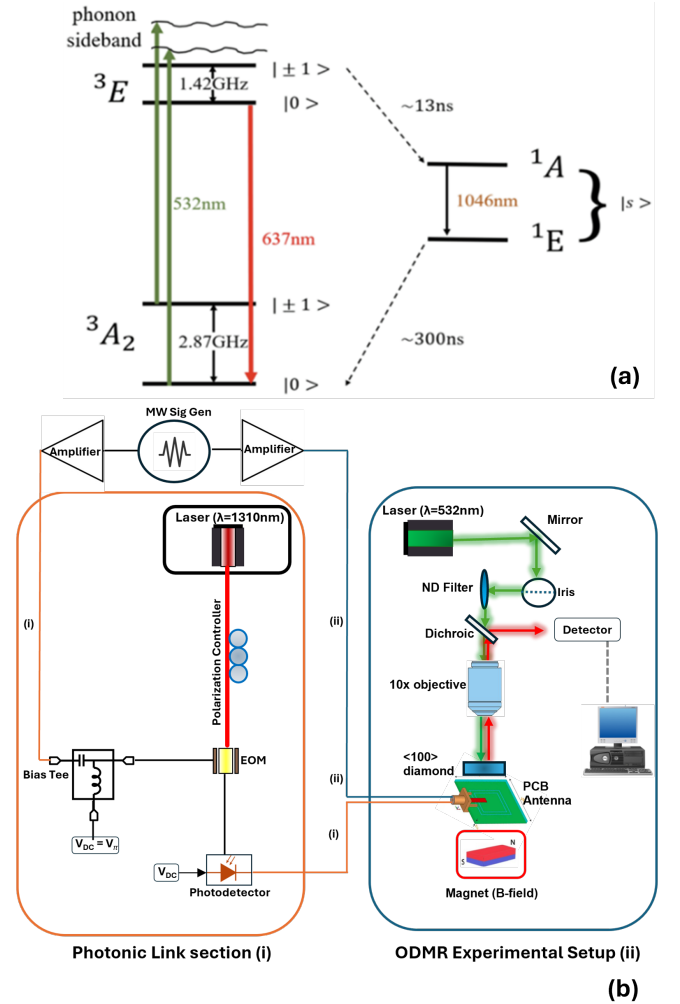 phonon
sideband
| ± 1 >
³E
1.42GHz
|0 >
~13ns
¹A
532nm
1046nm
|s >
637nm
¹E
| ± 1 >
³A₂
2.87GHz
~300ns
|0 >
(a)
MW Sig Gen
Amplifier
Amplifier
Laser (λ=1310nm)
Laser (λ=532nm)
Mirror
ND Filter
Iris
(i)
(ii)
Polarization Controller
Dichroic
Detector
10x objective
EOM
Bias Tee
<100>
diamond
(ii)
PCB
Antenna
(i)
V_DC = V_π
V_DC
Photodetector
N
S
Magnet (B-field)
Photonic Link section (i)
ODMR Experimental Setup (ii)
(b)